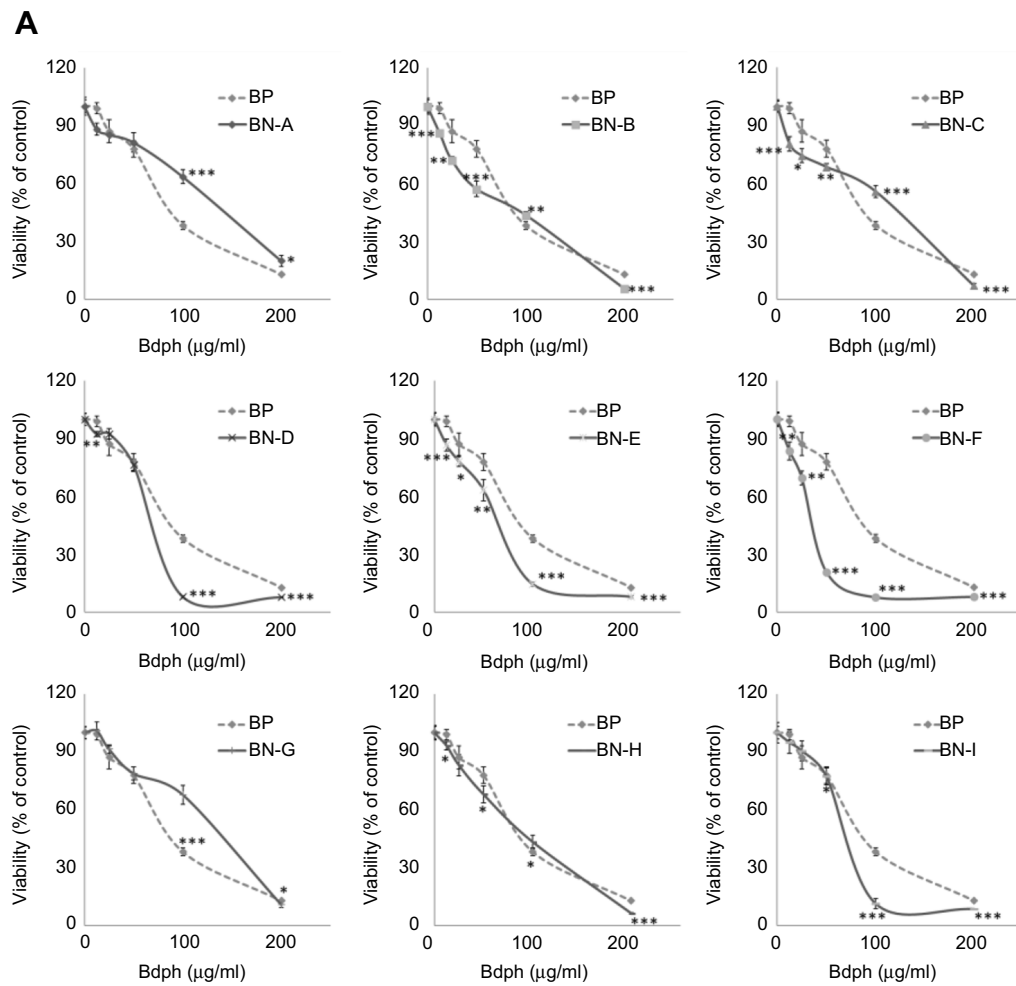 A
120
90
60
30
0
Viability (% of control)
BP
BN-A
***
*
0 100 200
Bdph (µg/ml)
120
90
60
30
0
Viability (% of control)
BP
BN-B
***
**
***
**
***
0 100 200
Bdph (µg/ml)
120
90
60
30
0
Viability (% of control)
BP
BN-C
***
*
**
***
***
0 100 200
Bdph (µg/ml)
120
90
60
30
0
Viability (% of control)
BP
BN-D
**
***
***
0 100 200
Bdph (µg/ml)
120
90
60
30
0
Viability (% of control)
BP
BN-E
***
*
**
***
***
0 100 200
Bdph (µg/ml)
120
90
60
30
0
Viability (% of control)
BP
BN-F
**
**
***
***
***
0 100 200
Bdph (µg/ml)
120
90
60
30
0
Viability (% of control)
BP
BN-G
***
*
0 100 200
Bdph (µg/ml)
120
90
60
30
0
Viability (% of control)
BP
BN-H
*
*
*
***
0 100 200
Bdph (µg/ml)
120
90
60
30
0
Viability (% of control)
BP
BN-I
*
***
***
0 100 200
Bdph (µg/ml)